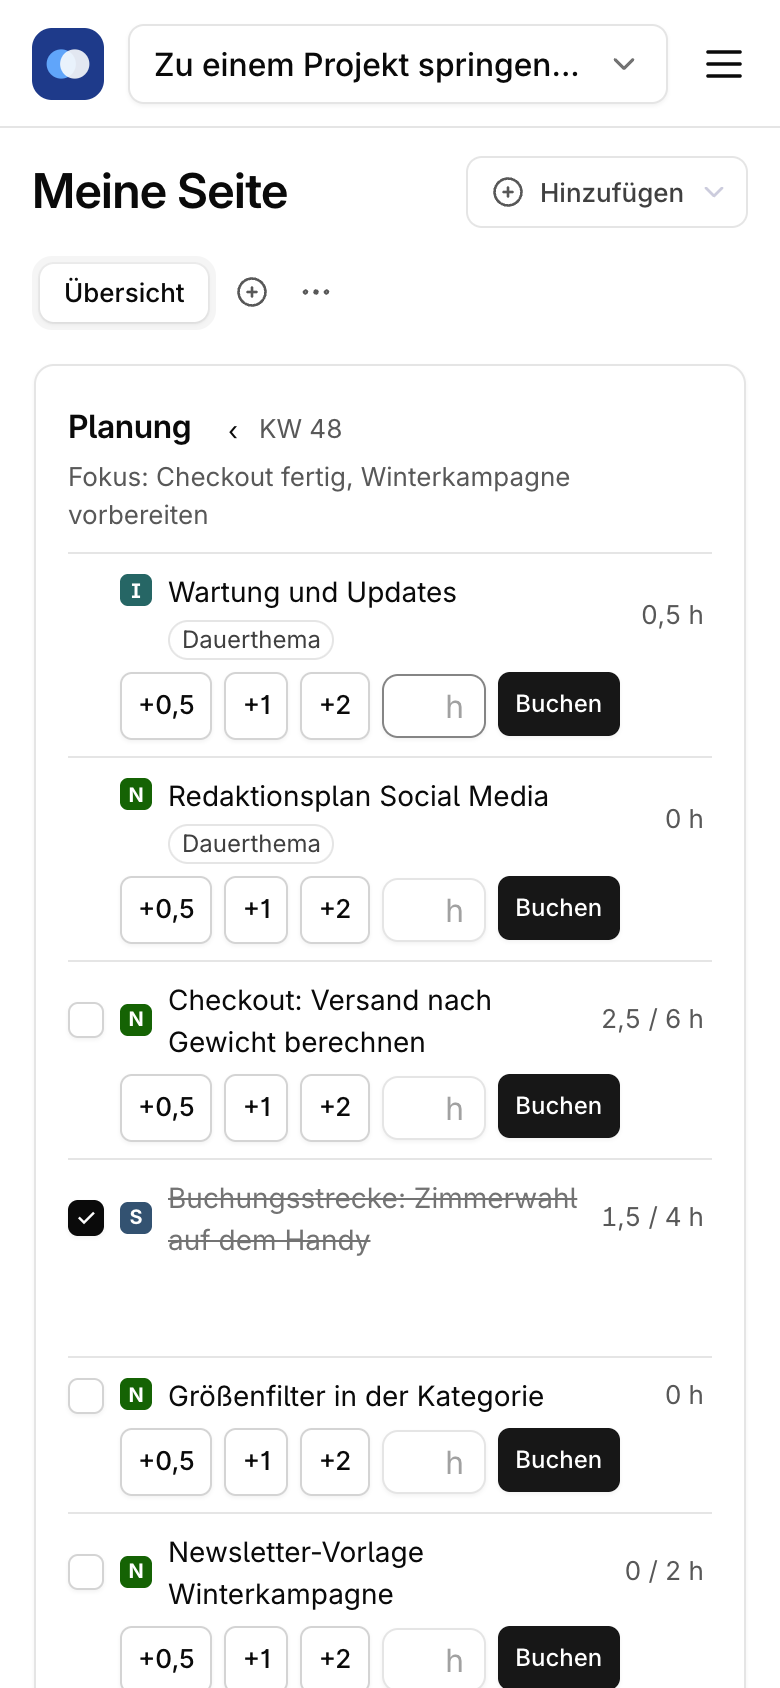 Zu einem Projekt springen...
Meine Seite
Hinzufügen
Übersicht
Planung ‹ KW 48
Fokus: Checkout fertig, Winterkampagne
vorbereiten
I Wartung und Updates
0,5 h
Dauerthema
+0,5 +1 +2 h Buchen
N Redaktionsplan Social Media
0 h
Dauerthema
+0,5 +1 +2 h Buchen
Checkout: Versand nach
N 2,5 / 6 h
Gewicht berechnen
+0,5 +1 +2 h Buchen
Buchungsstrecke: Zimmerwahl
S 1,5 / 4 h
auf dem Handy
N Größenfilter in der Kategorie 0 h
+0,5 +1 +2 h Buchen
Newsletter-Vorlage
N 0 / 2 h
Winterkampagne
+0,5 +1 +2 h Buchen